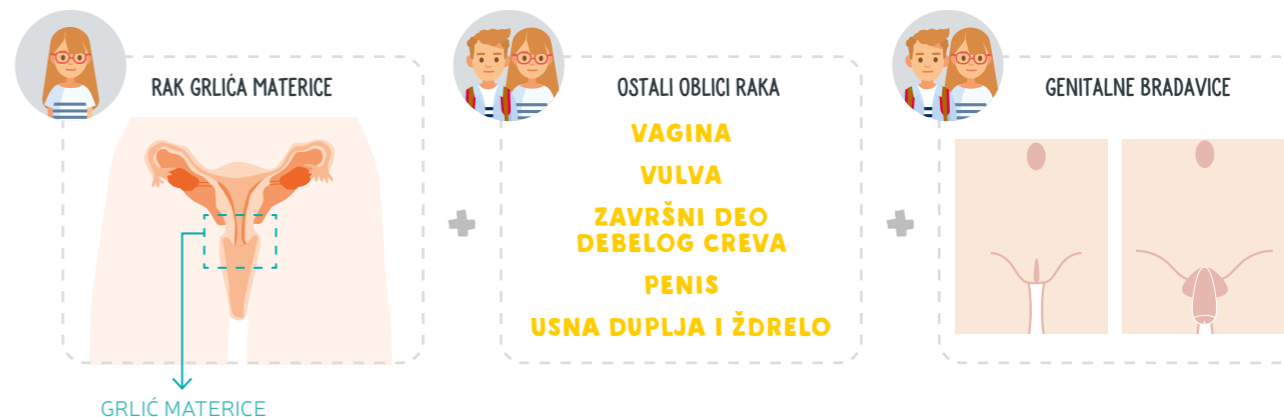 RAK GRLIĆA MATERICE
GRLIĆ MATERICE
OSTALI OBLICI RAKA
VAGINA
VULVA
ZAVRŠNI DEO
DEBELOG CREVA
PENIS
USNA DUPLJA I ŽDRELO
GENITALNE BRADAVICE